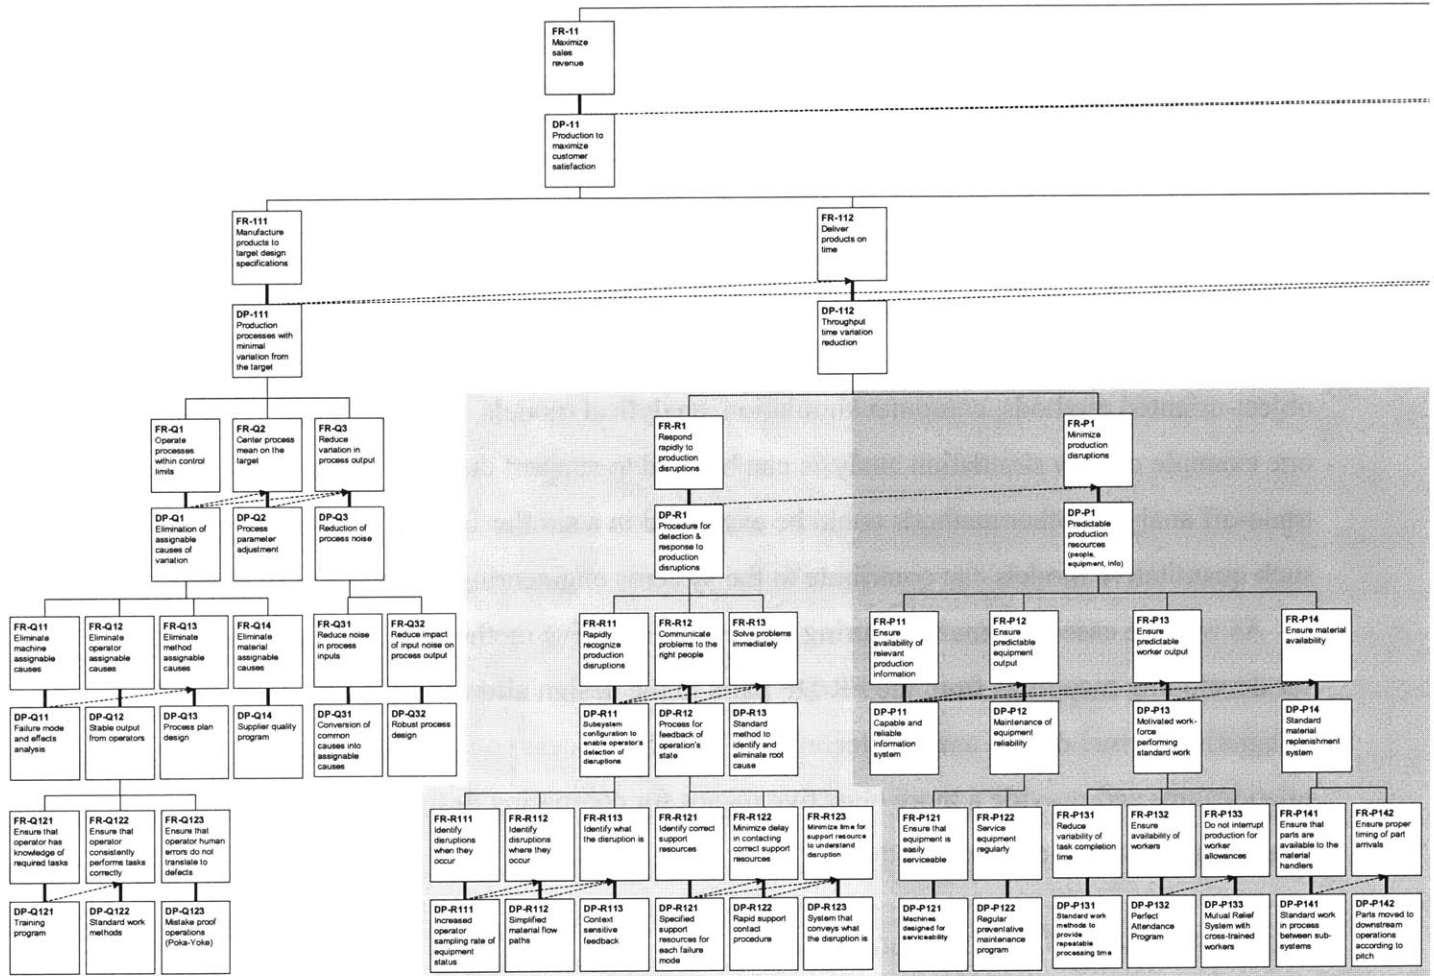 FR-11
Maximize
sales
revenue
DP-11
Production to
maximize
customer
satisfaction
FR-111
Manufacture
products to
target design
specifications
FR-112
Deliver
products on
time
DP-111
Production
processes with
minimal
variation from
the target
DP-112
Throughput
time variation
reduction
FR-Q1
Operate
processes
within control
limits
FR-Q2
Center process
mean on the
target
FR-Q3
Reduce
variation in
process output
FR-R1
Respond
rapidly to
production
disruptions
FR-P1
Minimize
production
disruptions
DP-Q1
Elimination of
assignable
causes of
variation
DP-Q2
Process
parameter
adjustment
DP-Q3
Reduction of
process noise
DP-R1
Procedure for
detection &
response to
production
disruptions
DP-P1
Predictable
production
resources
(people,
equipment, info)
FR-Q11
Eliminate
machine
assignable
causes
FR-Q12
Eliminate
operator
assignable
causes
FR-Q13
Eliminate
method
assignable
causes
FR-Q14
Eliminate
material
assignable
causes
FR-Q31
Reduce noise
in process
inputs
FR-Q32
Reduce impact
of input noise on
process output
FR-R11
Rapidly
recognize
production
disruptions
FR-R12
Communicate
problems to the
right people
FR-R13
Solve problems
immediately
FR-P11
Ensure
availability of
relevant
production
information
FR-P12
Ensure
predictable
equipment
output
FR-P13
Ensure
predictable
worker output
FR-P14
Ensure material
availability
DP-Q11
Failure mode
and effects
analysis
DP-Q12
Stable output
from operators
DP-Q13
Process plan
design
DP-Q14
Supplier quality
program
DP-Q31
Conversion of
common
causes into
assignable
causes
DP-Q32
Robust process
design
DP-R11
Subsystem
configuration to
enable operator's
detection of
disruptions
DP-R12
Process for
feedback of
operation's
state
DP-R13
Standard
method to
identify and
eliminate root
cause
DP-P11
Capable and
reliable
information
system
DP-P12
Maintenance of
equipment
reliability
DP-P13
Motivated work-
force
performing
standard work
DP-P14
Standard
material
replenishment
system
FR-Q121
Ensure that
operator has
knowledge of
required tasks
FR-Q122
Ensure that
operator
consistently
performs tasks
correctly
FR-Q123
Ensure that
operator human
errors do not
translate to
defects
FR-R111
Identify
disruptions
when they
occur
FR-R112
Identify
disruptions
where they
occur
FR-R113
Identify what
the disruption is
FR-R121
Identify correct
support
resources
FR-R122
Minimize delay
in contacting
correct support
resources
FR-R123
Minimize time for
support resource
to understand
disruption
FR-P121
Ensure that
equipment is
easily
serviceable
FR-P122
Service
equipment
regularly
FR-P131
Reduce
variability of
task completion
time
FR-P132
Ensure
availability of
workers
FR-P133
Do not interrupt
production for
worker
allowances
FR-P141
Ensure that
parts are
available to the
material
handlers
FR-P142
Ensure proper
timing of part
arrivals
DP-Q121
Training
program
DP-Q122
Standard work
methods
DP-Q123
Mistake proof
operations
(Poka-Yoke)
DP-R111
Increased
operator
sampling rate of
equipment
status
DP-R112
Simplified
material flow
paths
DP-R113
Context
sensitive
feedback
DP-R121
Specified
support
resources for
each failure
mode
DP-R122
Rapid support
contact
procedure
DP-R123
System that
conveys what
the disruption is
DP-P121
Machines
designed for
serviceability
DP-P122
Regular
preventative
maintenance
program
DP-P131
Standard work
methods to
provide
repeatable
processing time
DP-P132
Perfect
Attendance
Program
DP-P133
Mutual Relief
System with
cross-trained
workers
DP-P141
Standard work
in process
between sub-
systems
DP-P142
Parts moved to
downstream
operations
according to
pitch